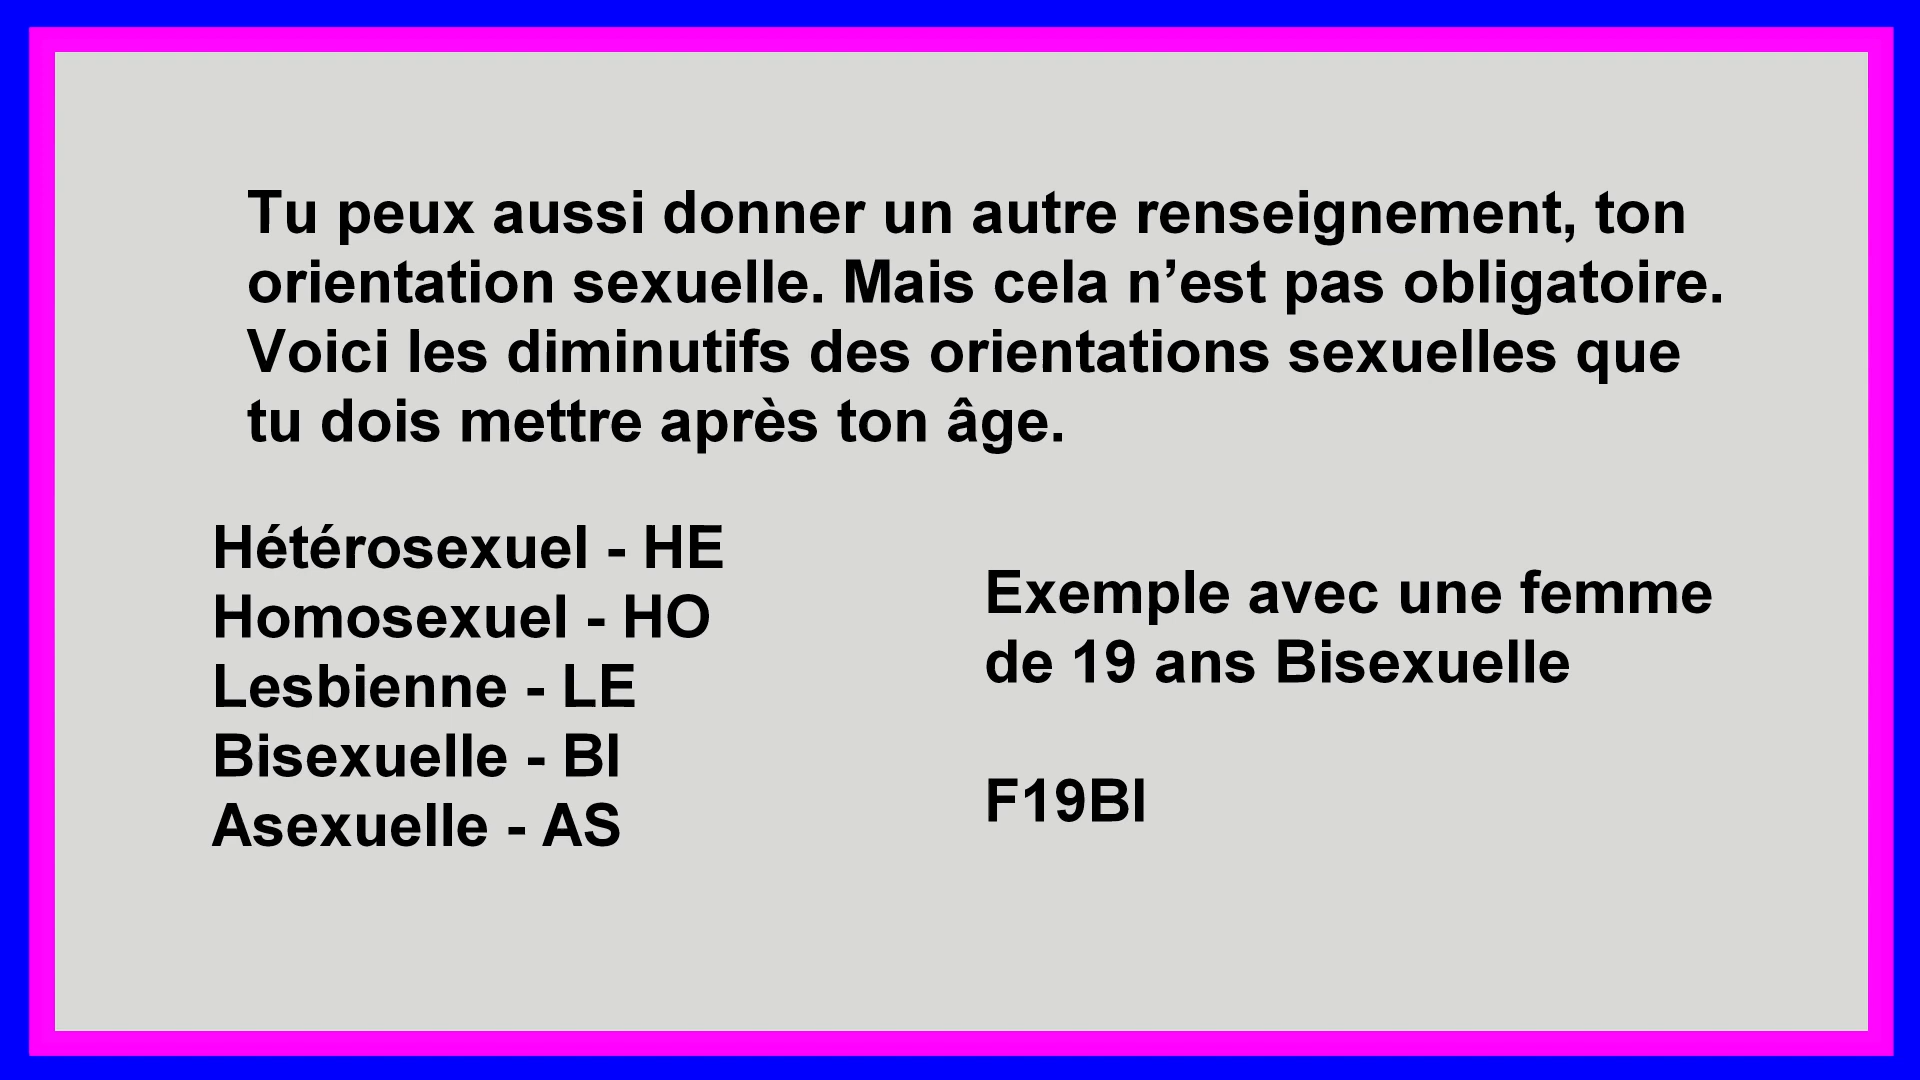 Tu peux aussi donner un autre renseignement, ton
orientation sexuelle. Mais cela n’est pas obligatoire.
Voici les diminutifs des orientations sexuelles que
tu dois mettre après ton âge.
Hétérosexuel - HE
Homosexuel - HO
Lesbienne - LE
Bisexuelle - BI
Asexuelle - AS
Exemple avec une femme
de 19 ans Bisexuelle
F19BI